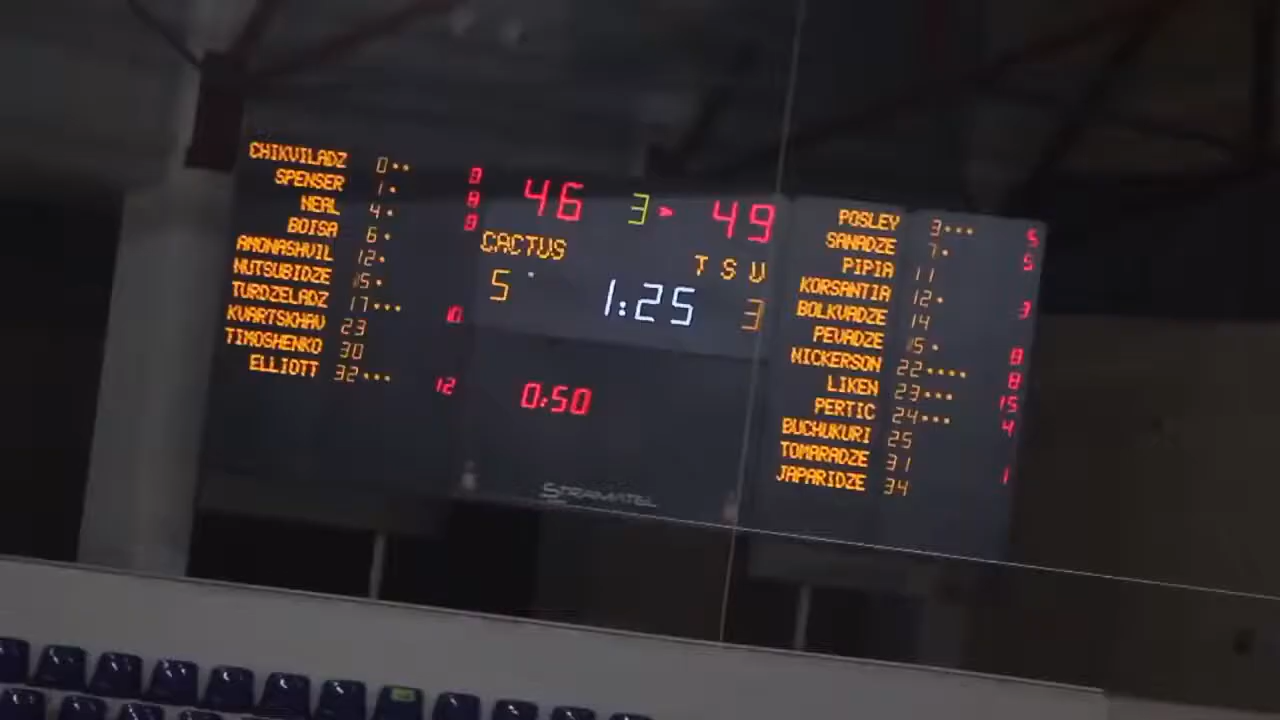 CHIKVILADZ 0
SPENSER 1
NEAL 4
BOISA 6
AMONASHVIL 12
NUTSUBIDZE 15
TURDZELADZ 17 10
KVARTSKHAV 23
TIMOSHENKO 30
ELLIOTT 32 12
46 3 49
CACTUS
TSU
5 1:25 3
0:50
STRAMATEL
POSLEY 3 5
SANADZE 7 5
PIPIA 11
KORSANTIA 12 3
BOLKVADZE 14
PEVADZE 15 8
NICKERSON 22 8
LIKEN 23 15
PERTIC 24 4
BUCHUKURI 25
TOMARADZE 31 1
JAPARIDZE 34